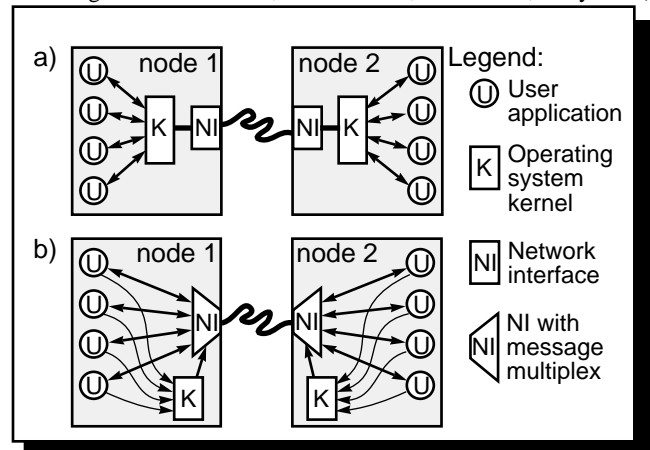 a)
node 1
node 2
U
U
U
U
K
NI
NI
K
U
U
U
U
b)
node 1
node 2
U
U
U
U
NI
K
NI
K
U
U
U
U
Legend:
U User
application
K Operating
system
kernel
NI Network
interface
NI NI with
message
multiplex